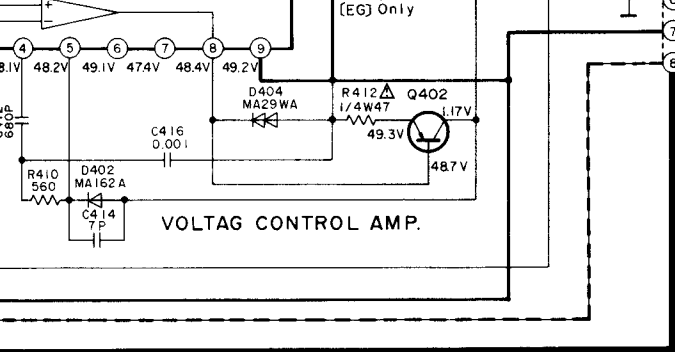 [EG] Only
4 5 6 7 8 9
7
8
8.1V 48.2V 49.1V 47.4V 48.4V 49.2V
D404
MA29WA
R412 Q402
1/4W47
1.17V
49.3V
680P
C416
0.001
48.7V
R410
560
D402
MA162A
C414
7P
VOLTAG CONTROL AMP.